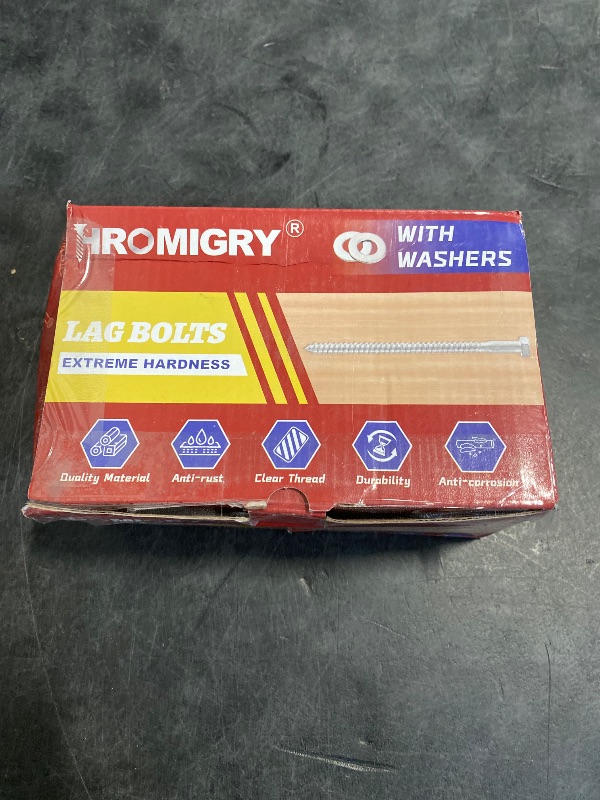 HROMIGRY®
WITH
WASHERS
LAG BOLTS
EXTREME HARDNESS
Quality Material
Anti-rust
Clear Thread
Durability
Anti-corrosion